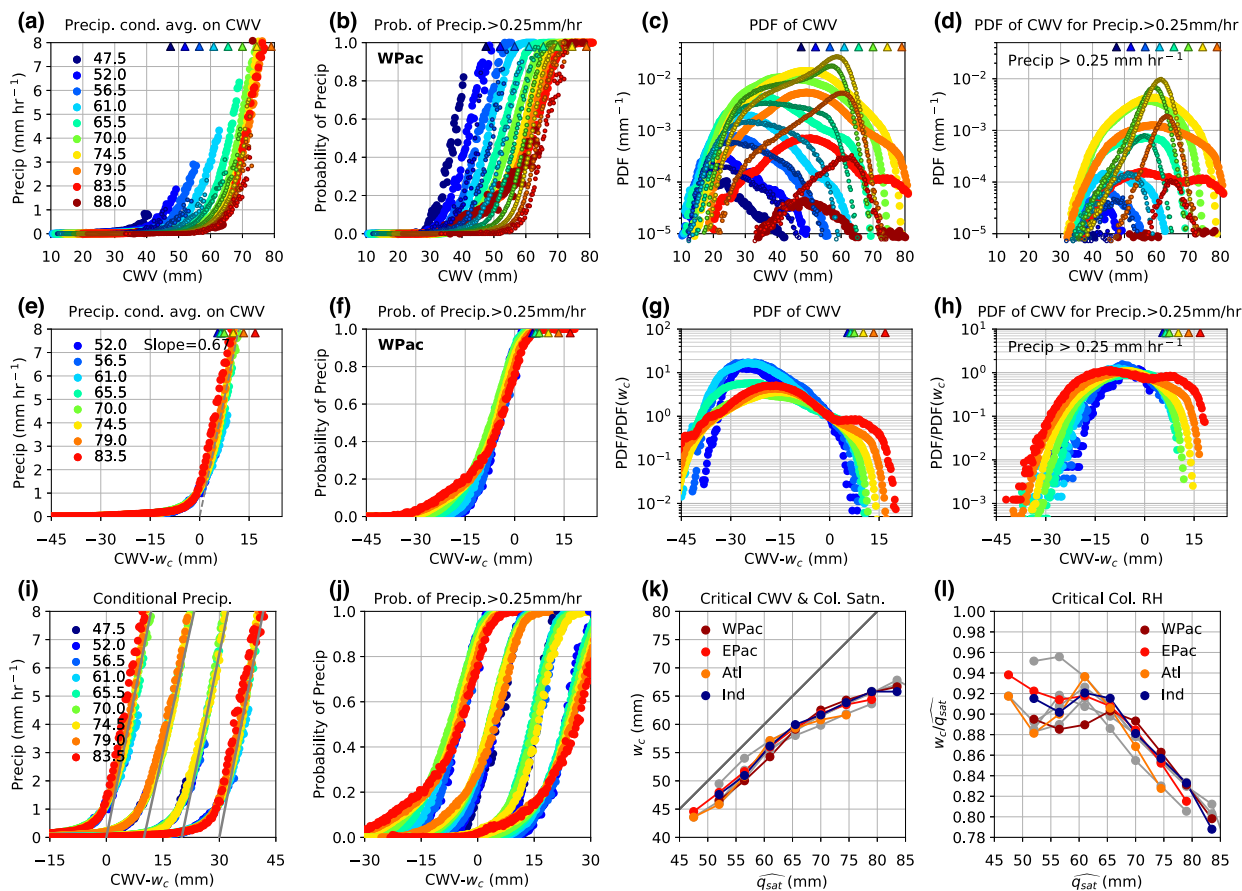 (a) Precip. cond. avg. on CWV
Precip (mm hr⁻¹)
8
7
6
5
4
3
2
1
0
47.5
52.0
56.5
61.0
65.5
70.0
74.5
79.0
83.5
88.0
10 20 30 40 50 60 70 80
CWV (mm)
(b) Prob. of Precip.>0.25mm/hr
WPac
Probability of Precip
1.0
0.8
0.6
0.4
0.2
0.0
10 20 30 40 50 60 70 80
CWV (mm)
(c) PDF of CWV
PDF (mm⁻¹)
10⁻²
10⁻³
10⁻⁴
10⁻⁵
10 20 30 40 50 60 70 80
CWV (mm)
(d) PDF of CWV for Precip.>0.25mm/hr
Precip > 0.25 mm hr⁻¹
PDF (mm⁻¹)
10⁻²
10⁻³
10⁻⁴
10⁻⁵
10 20 30 40 50 60 70 80
CWV (mm)
(e) Precip. cond. avg. on CWV
Precip (mm hr⁻¹)
8
7
6
5
4
3
2
1
0
Slope=0.67
52.0
56.5
61.0
65.5
70.0
74.5
79.0
83.5
−45 −30 −15 0 15
CWV-w_c (mm)
(f) Prob. of Precip.>0.25mm/hr
WPac
Probability of Precip
1.0
0.8
0.6
0.4
0.2
0.0
−45 −30 −15 0 15
CWV-w_c (mm)
(g) PDF of CWV
PDF/PDF(w_c)
10²
10¹
10⁰
10⁻¹
10⁻²
−45 −30 −15 0 15
CWV-w_c (mm)
(h) PDF of CWV for Precip.>0.25mm/hr
Precip > 0.25 mm hr⁻¹
PDF/PDF(w_c)
10¹
10⁰
10⁻¹
10⁻²
10⁻³
−45 −30 −15 0 15
CWV-w_c (mm)
(i) Conditional Precip.
Precip (mm hr⁻¹)
8
7
6
5
4
3
2
1
0
47.5
52.0
56.5
61.0
65.5
70.0
74.5
79.0
83.5
−15 0 15 30 45
CWV-w_c (mm)
(j) Prob. of Precip.>0.25mm/hr
Probability of Precip
1.0
0.8
0.6
0.4
0.2
0.0
−30 −15 0 15 30
CWV-w_c (mm)
(k) Critical CWV & Col. Satn.
w_c (mm)
80
75
70
65
60
55
50
45
40
WPac
EPac
Atl
Ind
45 50 55 60 65 70 75 80 85
q_sat (mm)
(l) Critical Col. RH
w_c/q_sat
1.00
0.98
0.96
0.94
0.92
0.90
0.88
0.86
0.84
0.82
0.80
0.78
WPac
EPac
Atl
Ind
45 50 55 60 65 70 75 80 85
q_sat (mm)